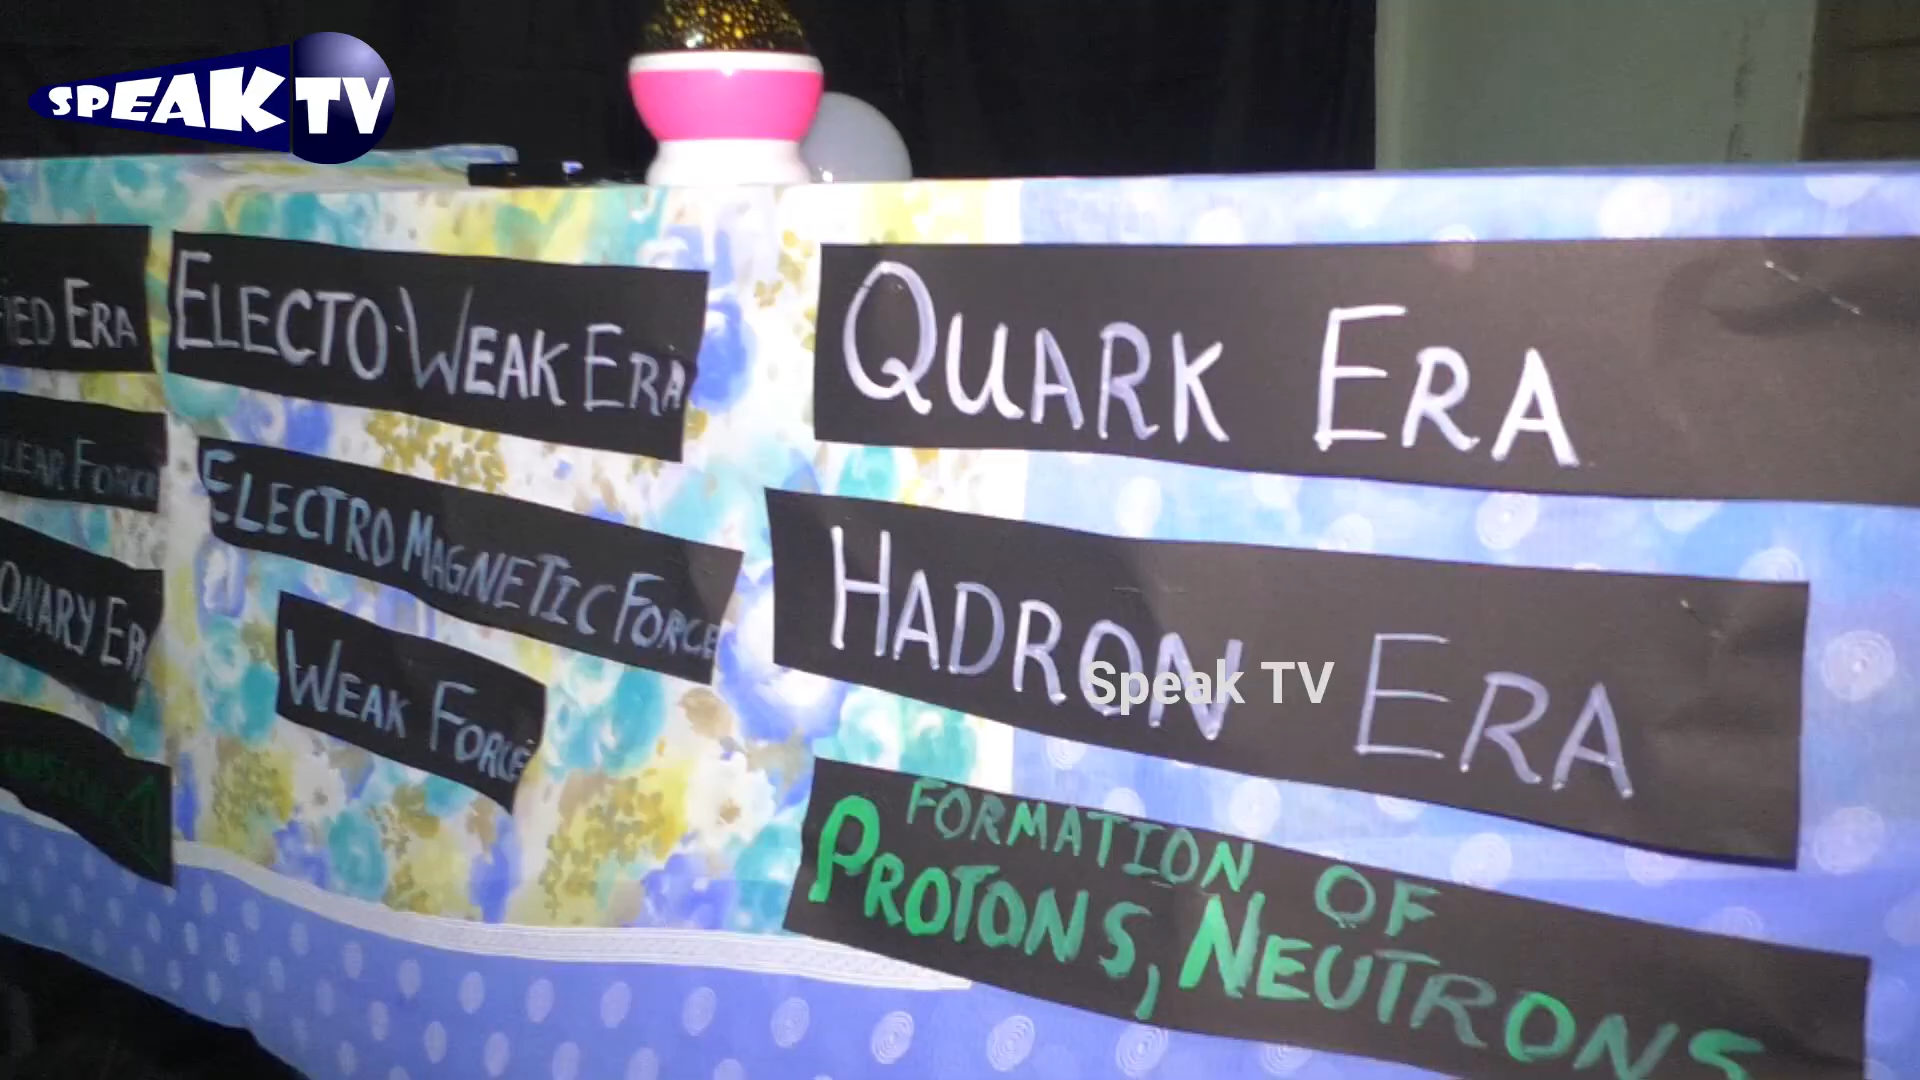 SPEAK TV
ERA
ELECTO WEAK ERA
QUARK ERA
FORCE
ELECTRO MAGNETIC FORCE
HADRON ERA
Speak TV
WEAK FORCE
FORMATION OF
PROTONS, NEUTRONS